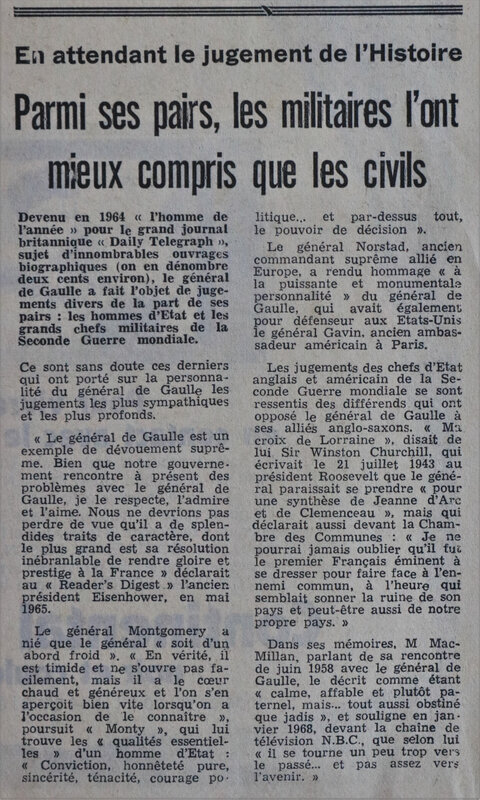 En attendant le jugement de l'Histoire
Parmi ses pairs, les militaires l'ont
mieux compris que les civils
Devenu en 1964 « l'homme de
l'année » pour le grand journal
britannique « Daily Telegraph »,
sujet d'innombrables ouvrages
biographiques (on en dénombre
deux cents environ), le général
de Gaulle a fait l'objet de juge-
ments divers de la part de ses
pairs : les hommes d'Etat et les
grands chefs militaires de la
Seconde Guerre mondiale.
Ce sont sans doute ces derniers
qui ont porté sur la personna-
lité du général de Gaulle les
jugements les plus sympathiques
et les plus profonds.
« Le général de Gaulle est un
exemple de dévouement suprê-
me. Bien que notre gouverne-
ment rencontre à présent des
problèmes avec le général de
Gaulle, je le respecte, l'admire
et l'aime. Nous ne devrions pas
perdre de vue qu'il a de splen-
dides traits de caractère, dont
le plus grand est sa résolution
inébranlable de rendre gloire et
prestige à la France » déclarait
au « Reader's Digest » l'ancien
président Eisenhower, en mai
1965.
Le général Montgomery a
nié que le général « soit d'un
abord froid ». « En vérité, il
est timide et ne s'ouvre pas fa-
cilement, mais il a le cœur
chaud et généreux et l'on s'en
aperçoit bien vite lorsqu'on a
l'occasion de le connaître »,
poursuit « Monty », qui lui
trouve les « qualités essentiel-
les » d'un homme d'Etat :
« Conviction, honnêteté pure,
sincérité, ténacité, courage po-
litique... et par-dessus tout,
le pouvoir de décision ».
Le général Norstad, ancien
commandant suprême allié en
Europe, a rendu hommage « à
la puissante et monumentale
personnalité » du général de
Gaulle, qui avait également
pour défenseur aux Etats-Unis
le général Gavin, ancien ambas-
sadeur américain à Paris.
Les jugements des chefs d'Etat
anglais et américain de la Se-
conde Guerre mondiale se sont
ressentis des différends qui ont
opposé le général de Gaulle à
ses alliés anglo-saxons. « Ma
croix de Lorraine », disait de
lui Sir Winston Churchill, qui
écrivait le 21 juillet 1943 au
président Roosevelt que le géné-
ral paraissait se prendre « pour
une synthèse de Jeanne d'Arc
et de Clemenceau », mais qui
déclarait aussi devant la Cham-
bre des Communes : « Je ne
pourrai jamais oublier qu'il fut
le premier Français éminent à
se dresser pour faire face à l'en-
nemi commun, à l'heure qui
semblait sonner la ruine de son
pays et peut-être aussi de notre
propre pays. »
Dans ses mémoires, M Mac-
Millan, parlant de sa rencontre
de juin 1958 avec le général de
Gaulle, le décrit comme étant
« calme, affable et plutôt pa-
ternel, mais... tout aussi obstiné
que jadis », et souligne en jan-
vier 1968, devant la chaîne de
télévision N.B.C., que selon lui
« il se tourne un peu trop vers
le passé... et pas assez vers
l'avenir. »